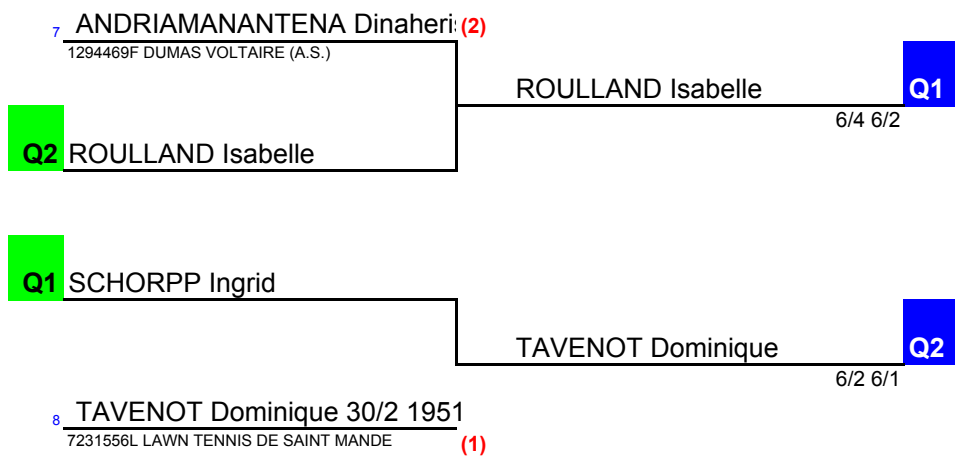 7 ANDRIAMANANTENA Dinaheri (2)
1294469F DUMAS VOLTAIRE (A.S.)
ROULLAND Isabelle Q1
6/4 6/2
Q2 ROULLAND Isabelle
Q1 SCHORPP Ingrid
TAVENOT Dominique Q2
6/2 6/1
8 TAVENOT Dominique 30/2 1951
7231556L LAWN TENNIS DE SAINT MANDE (1)